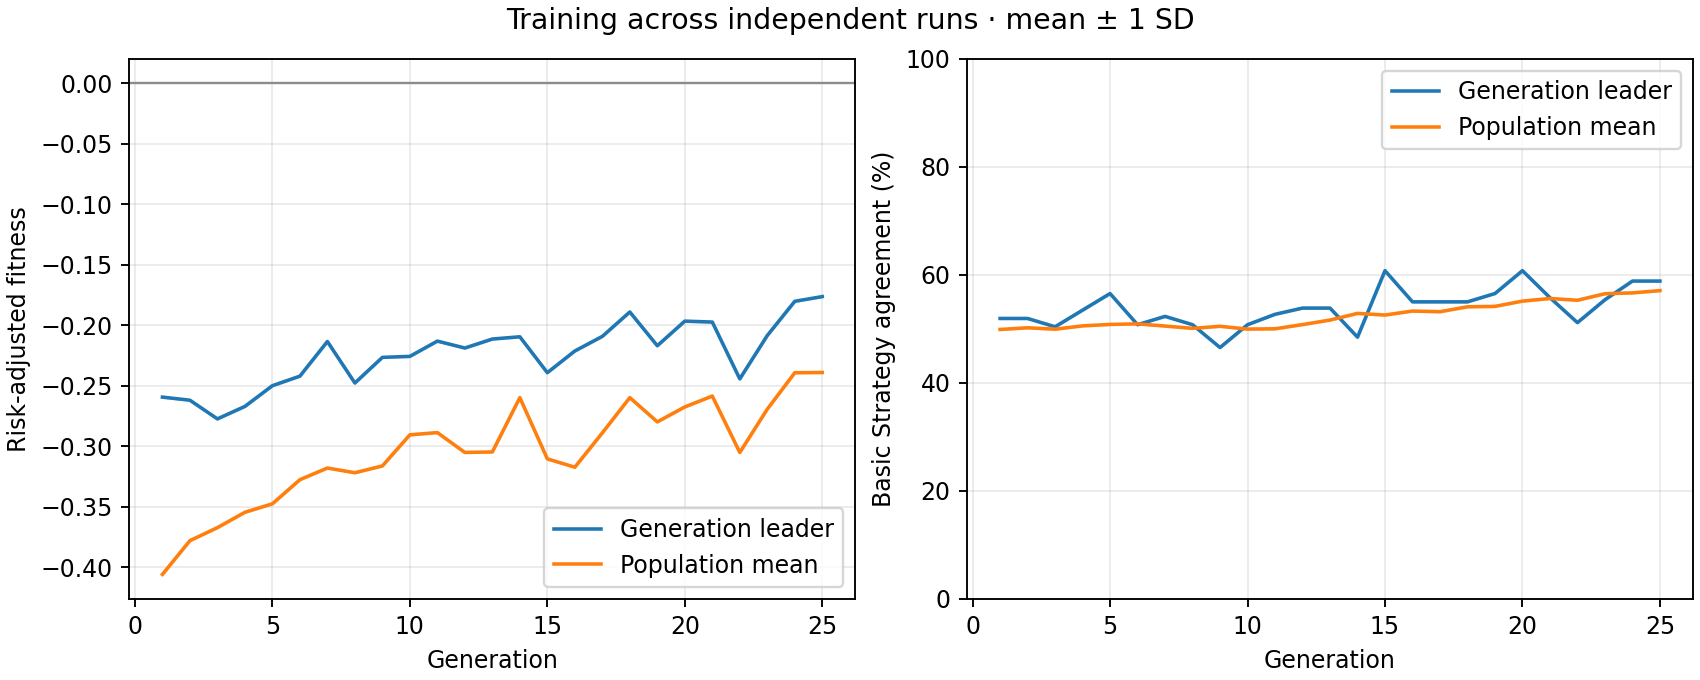 Training across independent runs · mean ± 1 SD
Risk-adjusted fitness
0.00
−0.05
−0.10
−0.15
−0.20
−0.25
−0.30
−0.35
−0.40
Generation leader
Population mean
0 5 10 15 20 25
Generation
Basic Strategy agreement (%)
100
80
60
40
20
0
Generation leader
Population mean
0 5 10 15 20 25
Generation